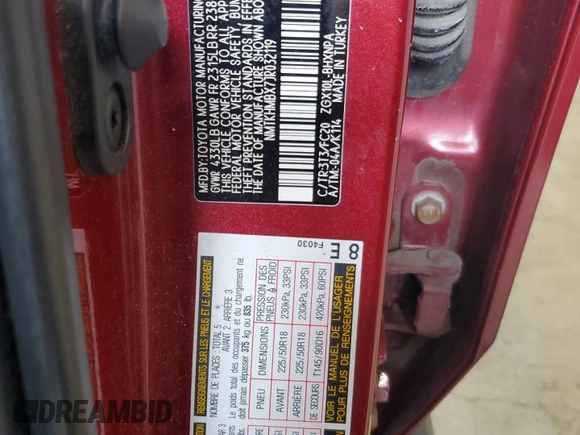 MFD.BY:TOYOTA MOTOR MANUFACTURING
GVWR 4330LB GAWR FR 2315LB RR 238
THIS VEHICLE CONFORMS TO ALL APP
FEDERAL MOTOR VEHICLE SAFETY, BUM
THEFT PREVENTION STANDARDS IN EFFE
THE DATE OF MANUFACTURE
NMTKHMBX7JR032119
C/TR:3T3/FC20
A/TM:-04A/K114
ZGX10L-BHXNPA
MADE IN TURKEY
RENSEIGNEMENTS SUR LES PNEUS ET LE CHARGEMENT
NOMBRE DE PLACES :TOTAL 5
AVANT 2 :ARRIÈRE 3
Le poids total des occupants et du chargement ne
doit jamais dépasser 375 kg ou 835 lb.
PNEU DIMENSIONS PRESSION DES PNEUS À FROID
AVANT 225/50R18 230kPa, 33PSI
ARRIÈRE 225/50R18 230kPa, 33PSI
DE SECOURS T145/90D16 420kPa, 60PSI
VOIR LE MANUEL DE L'USAGER
POUR PLUS DE RENSEIGNEMENTS
F4030
DREAMBID